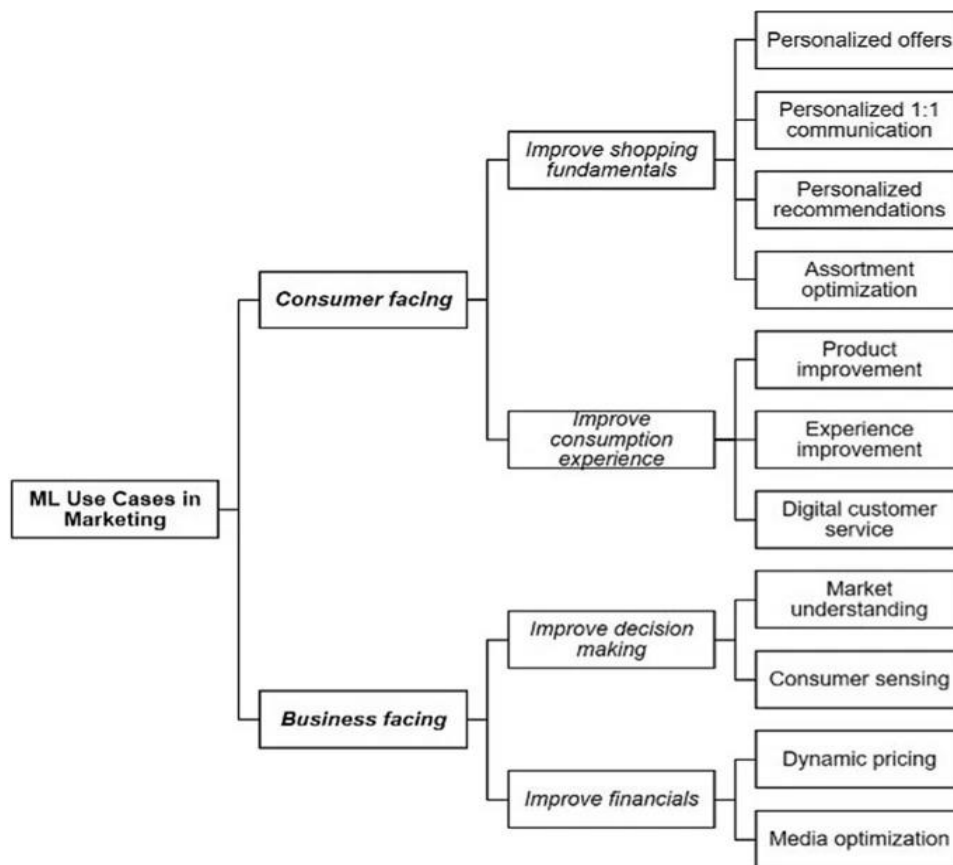 Personalized offers
Personalized 1:1
communication
Improve shopping
fundamentals
Personalized
recommendations
Assortment
optimization
Consumer facing
Product
improvement
Improve
consumption
experience
Experience
improvement
Digital customer
service
ML Use Cases in
Marketing
Market
understanding
Improve decision
making
Consumer sensing
Business facing
Dynamic pricing
Improve financials
Media optimization